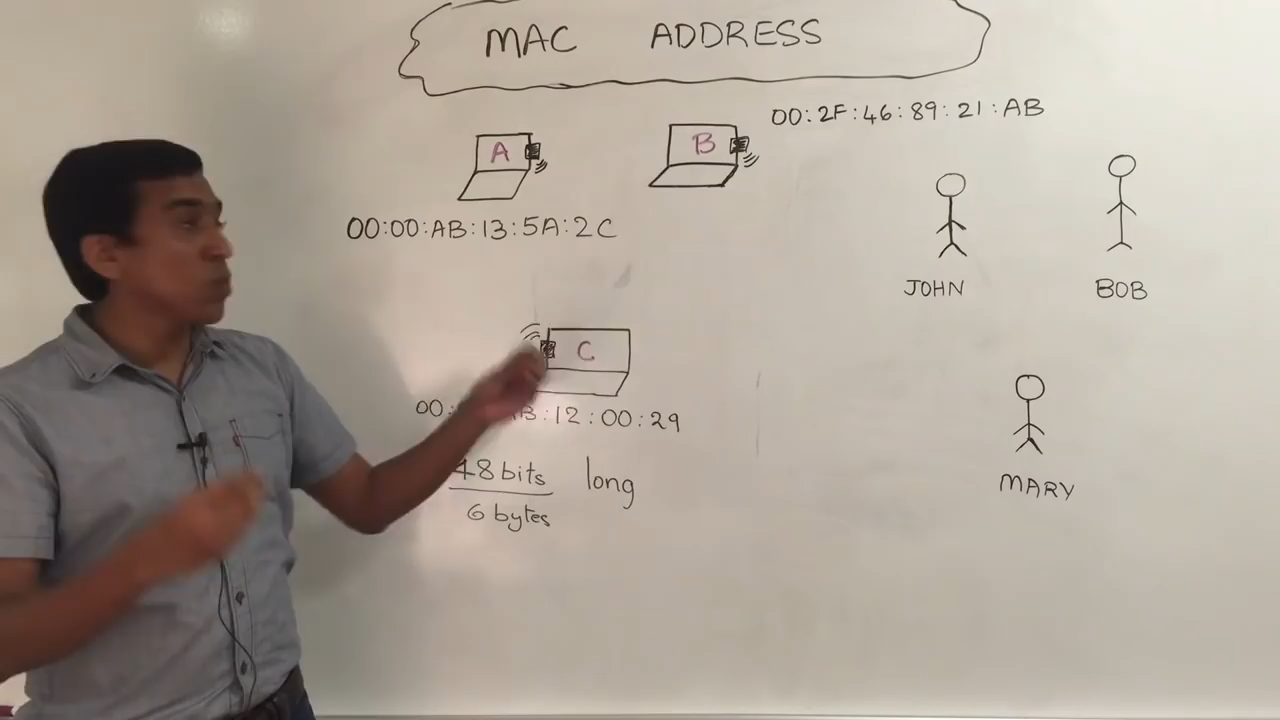 MAC ADDRESS
00:2F:46:89:21:AB
A
B
00:00:AB:13:5A:2C
JOHN
BOB
C
00: :12:00:29
48 bits long
6 bytes
MARY